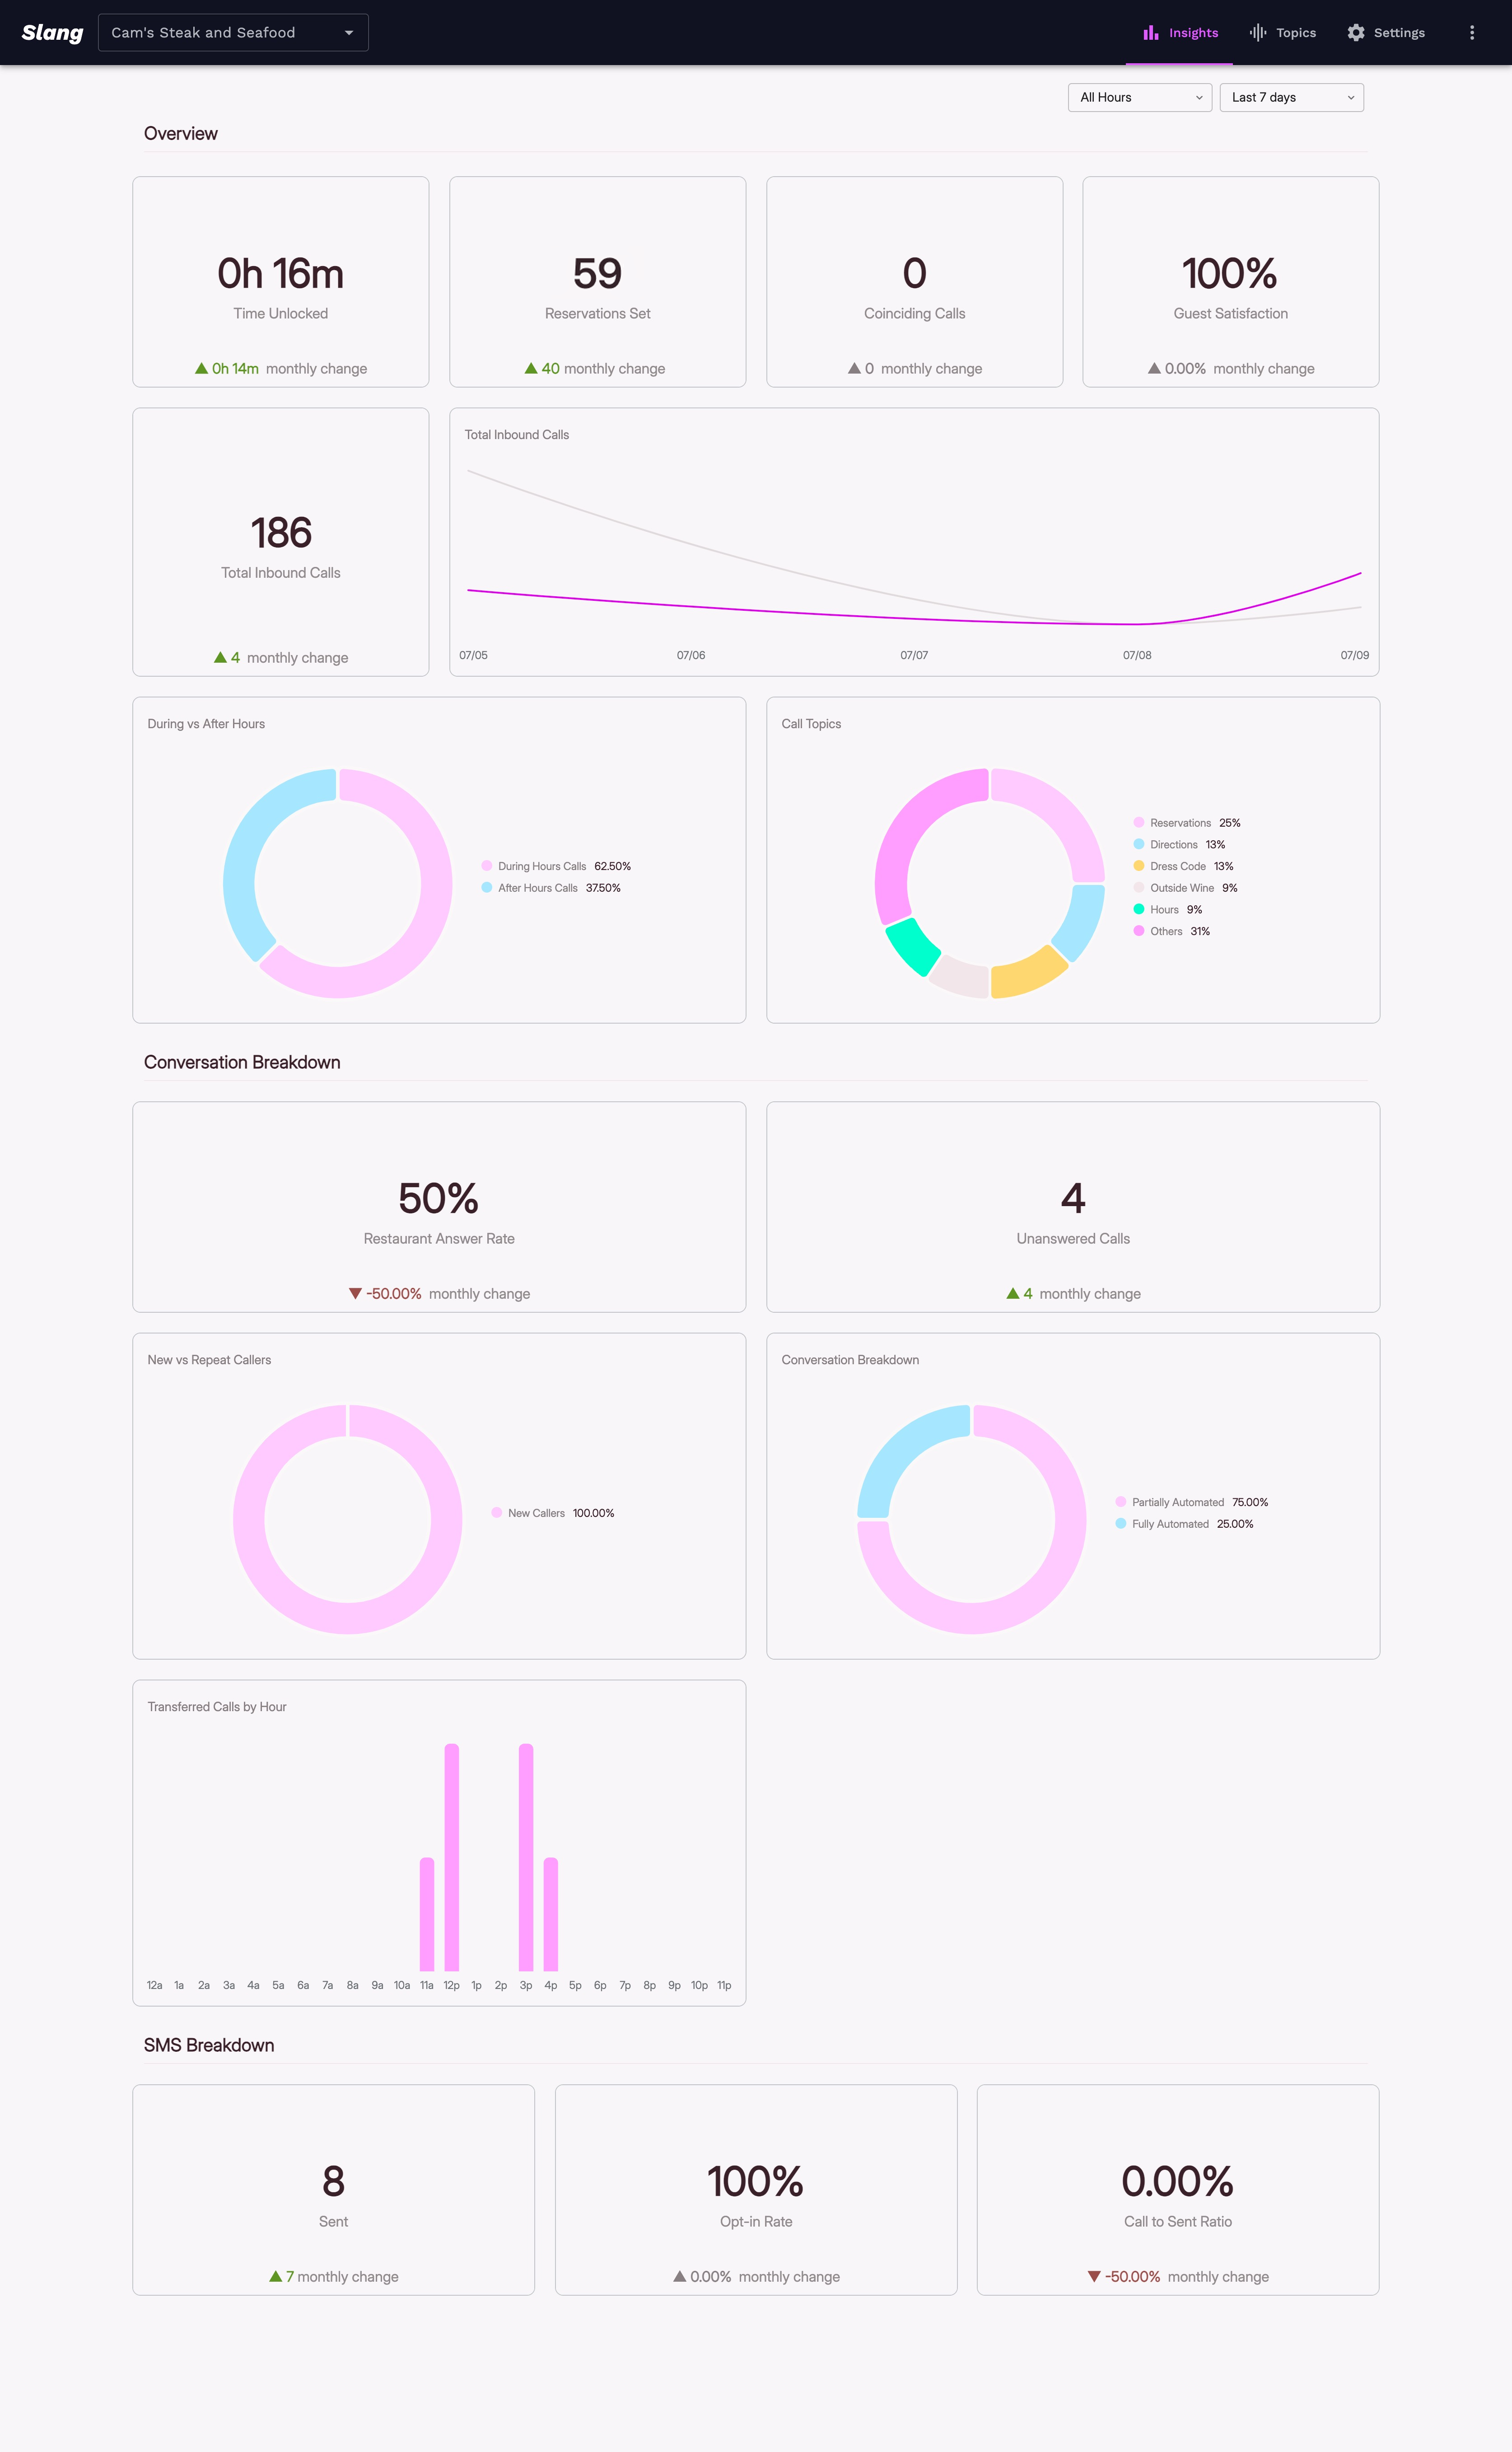 Slang
Cam's Steak and Seafood
Insights
Topics
Settings
All Hours
Last 7 days
Overview
0h 16m
Time Unlocked
0h 14m monthly change
59
Reservations Set
40 monthly change
0
Coinciding Calls
0 monthly change
100%
Guest Satisfaction
0.00% monthly change
186
Total Inbound Calls
4 monthly change
Total Inbound Calls
07/05 07/06 07/07 07/08 07/09
During vs After Hours
During Hours Calls 62.50%
After Hours Calls 37.50%
Call Topics
Reservations 25%
Directions 13%
Dress Code 13%
Outside Wine 9%
Hours 9%
Others 31%
Conversation Breakdown
50%
Restaurant Answer Rate
-50.00% monthly change
4
Unanswered Calls
4 monthly change
New vs Repeat Callers
New Callers 100.00%
Conversation Breakdown
Partially Automated 75.00%
Fully Automated 25.00%
Transferred Calls by Hour
12a 1a 2a 3a 4a 5a 6a 7a 8a 9a 10a 11a 12p 1p 2p 3p 4p 5p 6p 7p 8p 9p 10p 11p
SMS Breakdown
8
Sent
7 monthly change
100%
Opt-in Rate
0.00% monthly change
0.00%
Call to Sent Ratio
-50.00% monthly change